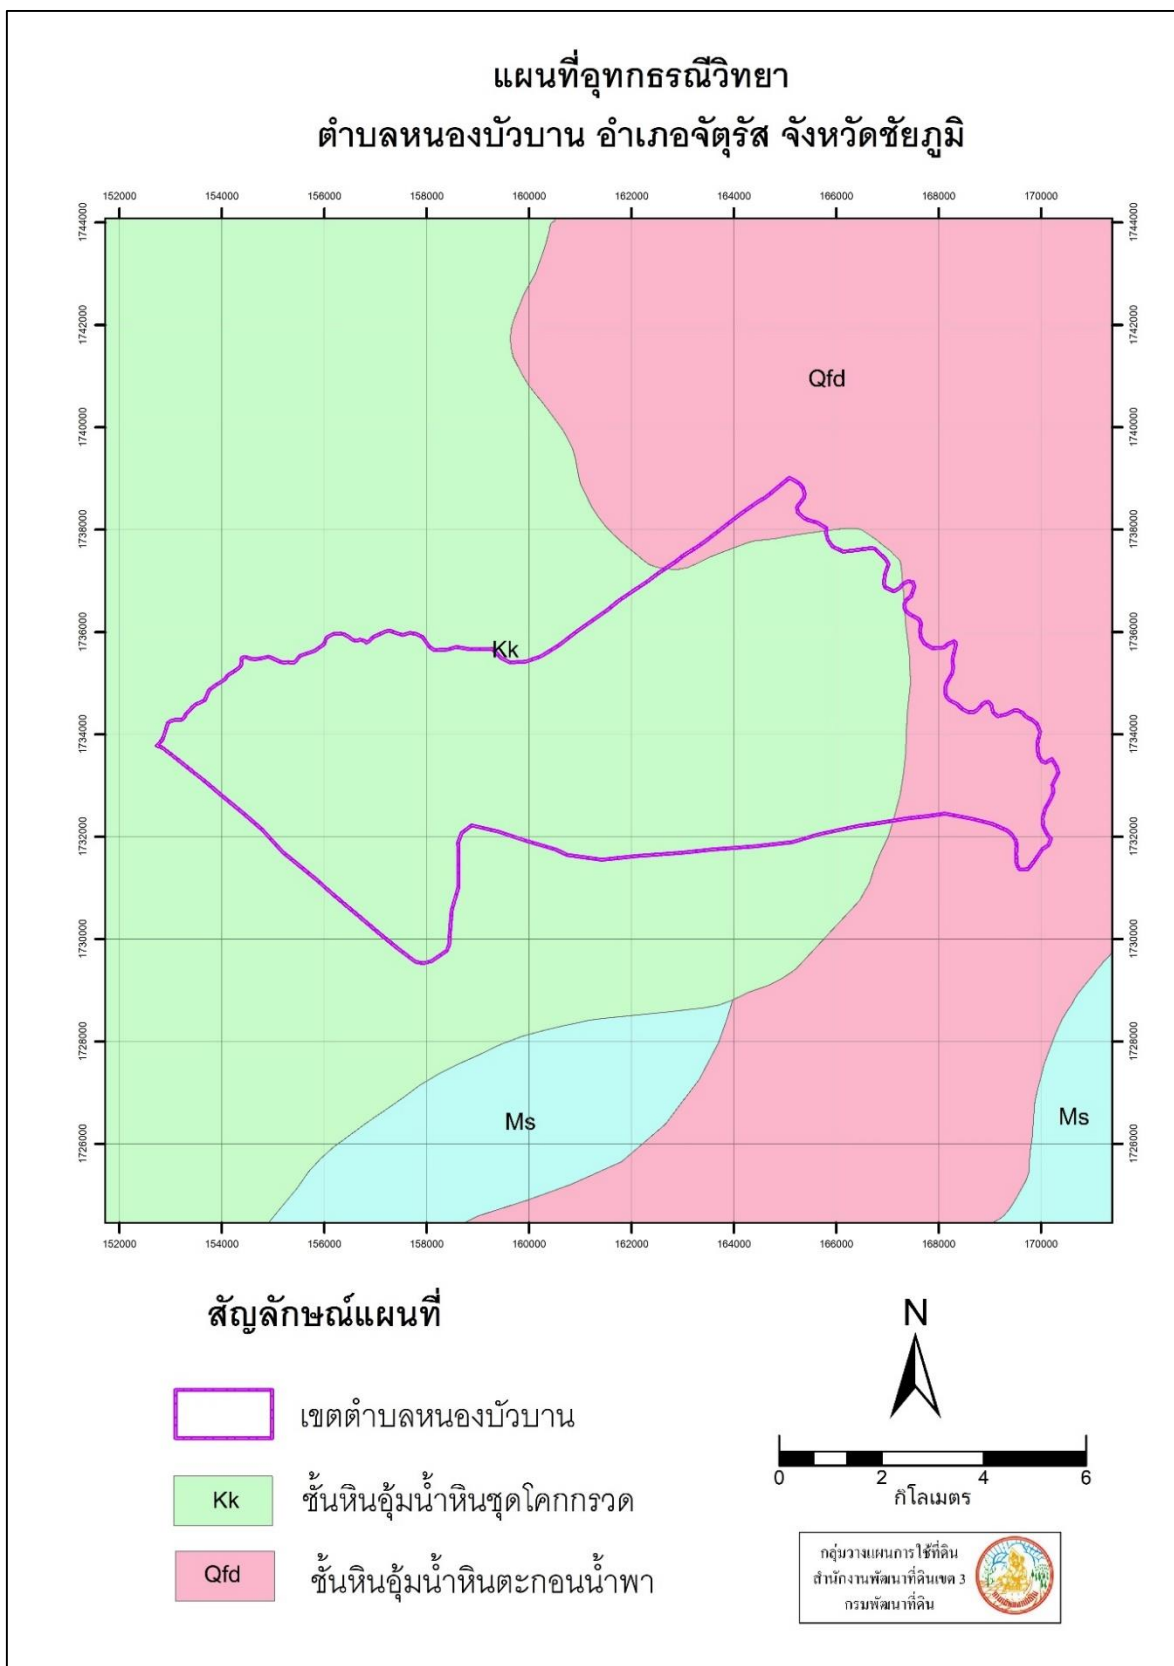 แผนที่อุทกธรณีวิทยา
ตำบลหนองบัวบาน อำเภอจัตุรัส จังหวัดชัยภูมิ
152000 154000 156000 158000 160000 162000 164000 166000 168000 170000
1744000 1744000
1742000 1742000
Qfd
1740000 1740000
1738000 1738000
1736000 1736000
Kk
1734000 1734000
1732000 1732000
1730000 1730000
1728000 1728000
Ms Ms
1726000 1726000
152000 154000 156000 158000 160000 162000 164000 166000 168000 170000
สัญลักษณ์แผนที่
N
เขตตำบลหนองบัวบาน
Kk ชั้นหินอุ้มน้ำหินชุดโคกกรวด
Qfd ชั้นหินอุ้มน้ำหินตะกอนน้ำพา
0 2 4 6
กิโลเมตร
กลุ่มวางแผนการใช้ที่ดิน
สำนักงานพัฒนาที่ดินเขต 3
กรมพัฒนาที่ดิน